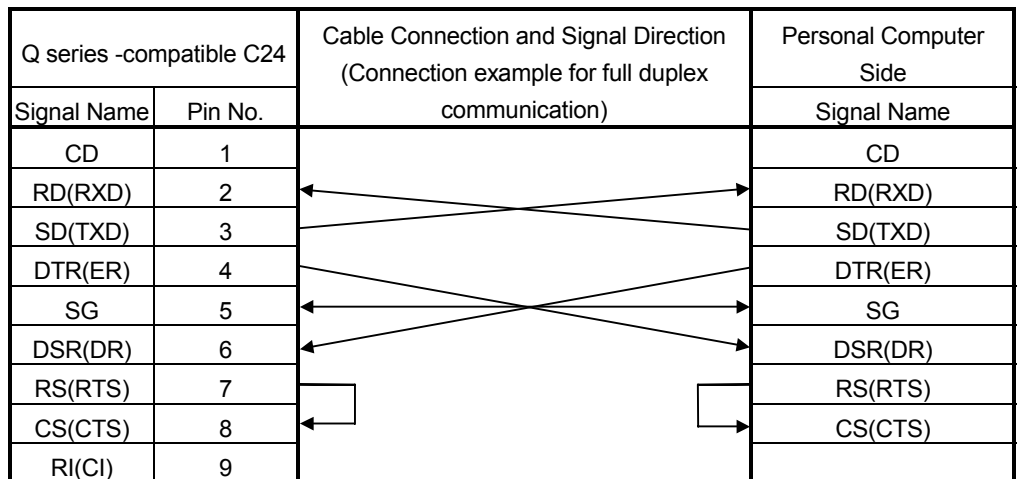 Q series -compatible C24
Cable Connection and Signal Direction
(Connection example for full duplex
communication)
Personal Computer
Side
Signal Name Pin No. Signal Name
CD 1 CD
RD(RXD) 2 RD(RXD)
SD(TXD) 3 SD(TXD)
DTR(ER) 4 DTR(ER)
SG 5 SG
DSR(DR) 6 DSR(DR)
RS(RTS) 7 RS(RTS)
CS(CTS) 8 CS(CTS)
RI(CI) 9